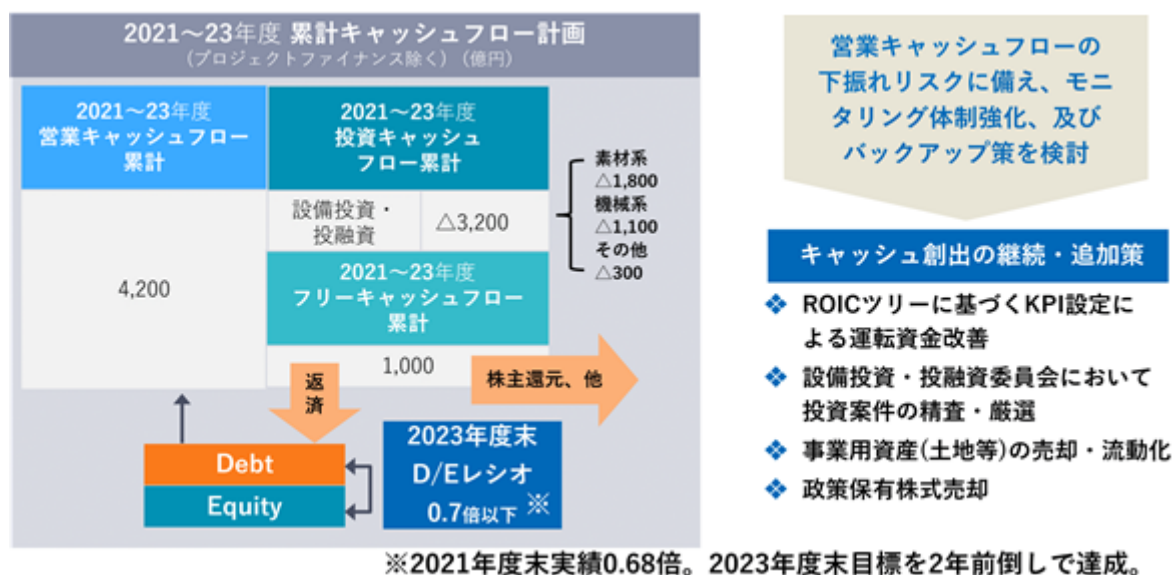 2021～23年度 累計キャッシュフロー計画
(プロジェクトファイナンス除く) (億円)
2021～23年度
営業キャッシュフロー
累計
4,200
2021～23年度
投資キャッシュ
フロー累計
設備投資・
投融資
△3,200
素材系
△1,800
機械系
△1,100
その他
△300
2021～23年度
フリーキャッシュフロー
累計
1,000
返
済
株主還元、他
Debt
Equity
2023年度末
D/Eレシオ
0.7倍以下 ※
営業キャッシュフローの
下振れリスクに備え、モニ
タリング体制強化、及び
バックアップ策を検討
キャッシュ創出の継続・追加策
❖ ROICツリーに基づくKPI設定に
よる運転資金改善
❖ 設備投資・投融資委員会において
投資案件の精査・厳選
❖ 事業用資産(土地等)の売却・流動化
❖ 政策保有株式売却
※2021年度末実績0.68倍。2023年度末目標を2年前倒しで達成。